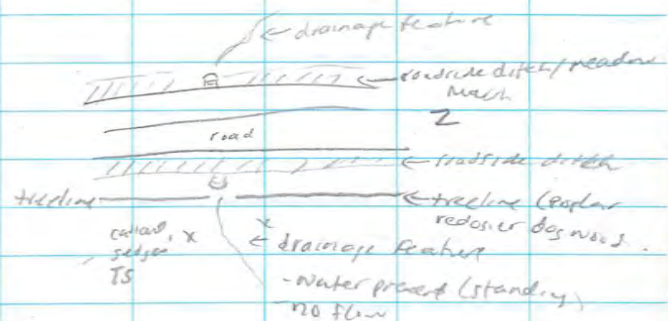 ← drainage feature
← roadside ditch/meadow
marsh
2
road
← roadside ditch
treeline
← treeline (poplar
redosier dogwood.
cattail, x
sedges
TS
x
← drainage feature
- water present (standing)
- no flow